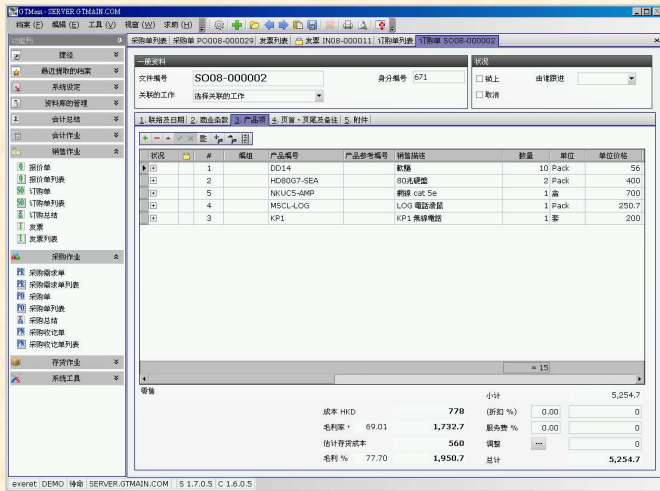 GTMain - SERVER.GTMAIN.COM
档案 (F) 编辑 (E) 工具 (V) 视窗 (W) 求助 (H)
功能列
捷径
最近提取的档案
系统设定
资料库的管理
会计总结
会计作业
销售作业
报价单
报价单列表
订购单
订购单列表
订购总结
发票
发票列表
采购作业
采购需求单
采购需求单列表
采购单
采购单列表
采购总结
采购收讫单
采购收讫单列表
存货作业
系统工具
采购单列表 采购单 PO08-000029 发票列表 发票 IN08-000011 订购单列表 订购单 SO08-000002
一般资料
文件编号 SO08-000002 身分编号 671
关联的工作 选择关联的工作
状况
锁上 由谁跟进
取消
1. 联络及日期 2. 商业条款 3. 产品项 4. 页首、页尾及备注 5. 附件
状况 # 编组 产品编号 产品参考编号 销售描述 数量 单位 单位价格
1 DD14 軟膠 10 Pack 56
2 HD80G7-SEA 80兆硬盤 2 Pack 400
5 NKUC5-AMP 網線 cat 5e 1 盒 700
4 MSCL-LOG LOG 電話滑鼠 1 Pack 250.7
3 KP1 KP1 無線電話 1 套 200
= 15
零售
小计 5,254.7
成本 HKD 778 (折扣 %) 0.00 0
毛利率， 69.01 1,732.7 服务费 % 0.00 0
估计存货成本 560 调整 ... 0
毛利 % 77.70 1,950.7 总计 5,254.7
everet DEMO 待命 SERVER.GTMAIN.COM S 1.7.0.5 C 1.6.0.5